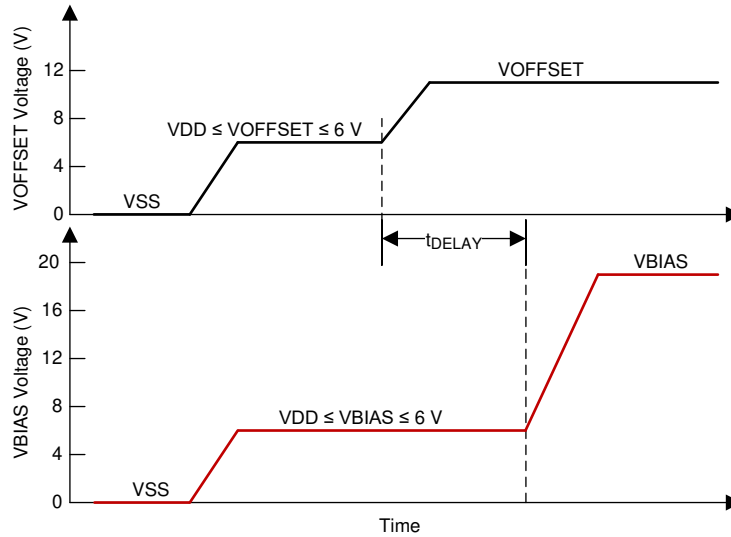 VOFFSET Voltage (V)
12
8
4
0
VSS
VDD ≤ VOFFSET ≤ 6 V
VOFFSET
tDELAY
VBIAS Voltage (V)
20
16
12
8
4
0
VSS
VDD ≤ VBIAS ≤ 6 V
VBIAS
Time